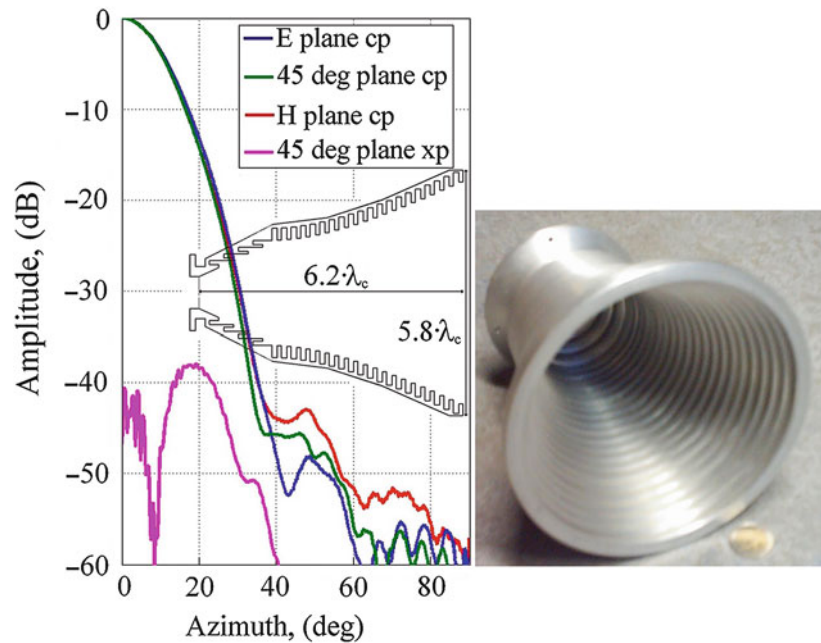 E plane cp
45 deg plane cp
H plane cp
45 deg plane xp
Amplitude, (dB)
0
−10
−20
−30
−40
−50
−60
6.2·λc
5.8·λc
0
20
40
60
80
Azimuth, (deg)